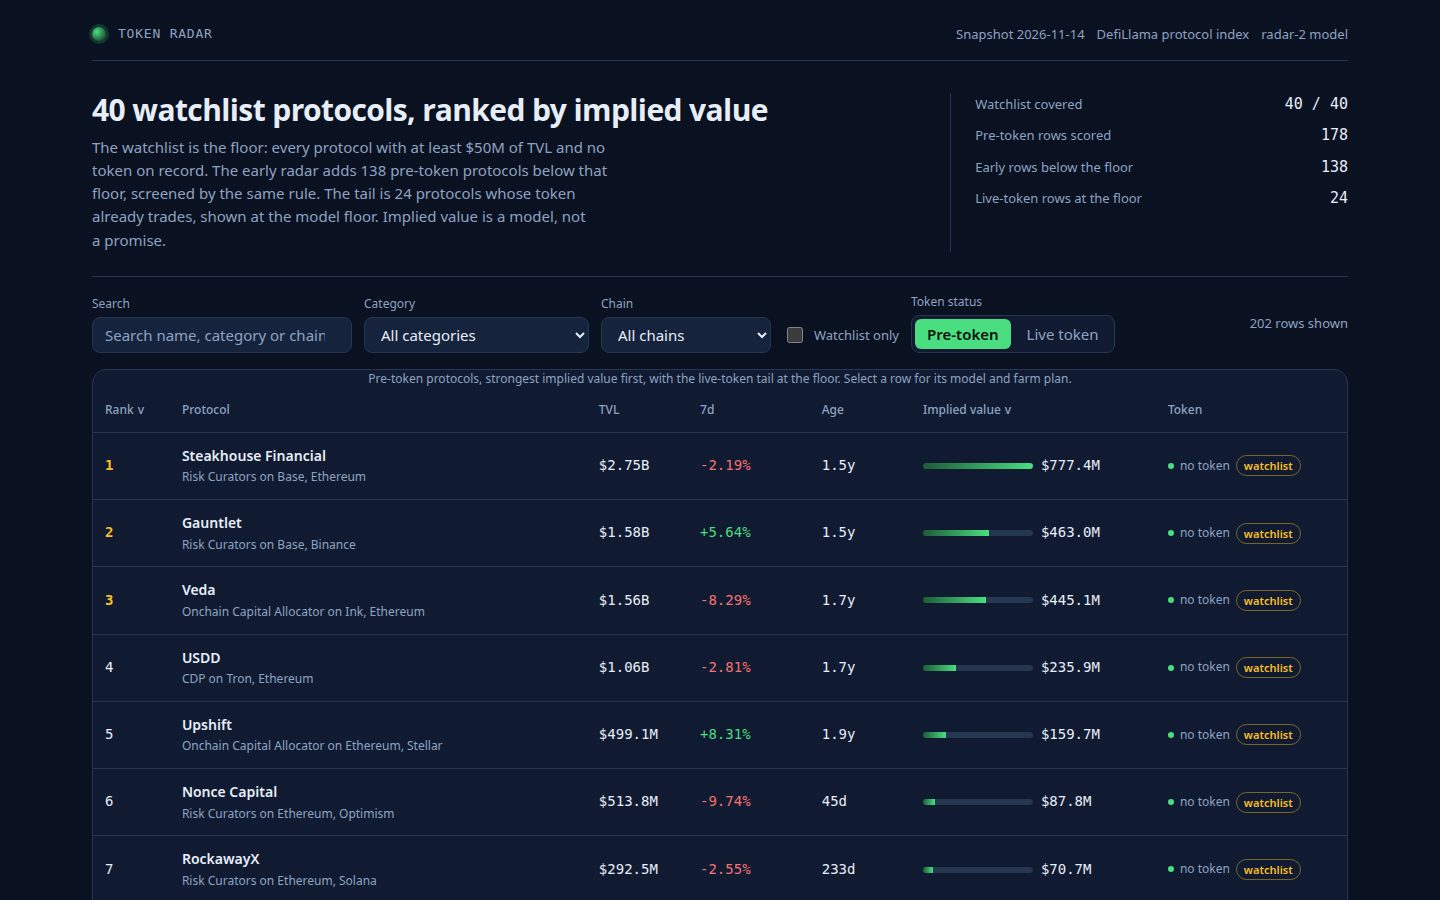 TOKEN RADAR
Snapshot 2026-11-14 DefiLlama protocol index radar-2 model
40 watchlist protocols, ranked by implied value
The watchlist is the floor: every protocol with at least $50M of TVL and no
token on record. The early radar adds 138 pre-token protocols below that
floor, screened by the same rule. The tail is 24 protocols whose token
already trades, shown at the model floor. Implied value is a model, not
a promise.
Watchlist covered 40 / 40
Pre-token rows scored 178
Early rows below the floor 138
Live-token rows at the floor 24
Search
Search name, category or chain
Category
All categories
Chain
All chains
Watchlist only
Token status
Pre-token Live token
202 rows shown
Pre-token protocols, strongest implied value first, with the live-token tail at the floor. Select a row for its model and farm plan.
Rank v Protocol TVL 7d Age Implied value v Token
1 Steakhouse Financial $2.75B -2.19% 1.5y $777.4M no token watchlist
Risk Curators on Base, Ethereum
2 Gauntlet $1.58B +5.64% 1.5y $463.0M no token watchlist
Risk Curators on Base, Binance
3 Veda $1.56B -8.29% 1.7y $445.1M no token watchlist
Onchain Capital Allocator on Ink, Ethereum
4 USDD $1.06B -2.81% 1.7y $235.9M no token watchlist
CDP on Tron, Ethereum
5 Upshift $499.1M +8.31% 1.9y $159.7M no token watchlist
Onchain Capital Allocator on Ethereum, Stellar
6 Nonce Capital $513.8M -9.74% 45d $87.8M no token watchlist
Risk Curators on Ethereum, Optimism
7 RockawayX $292.5M -2.55% 233d $70.7M no token watchlist
Risk Curators on Ethereum, Solana